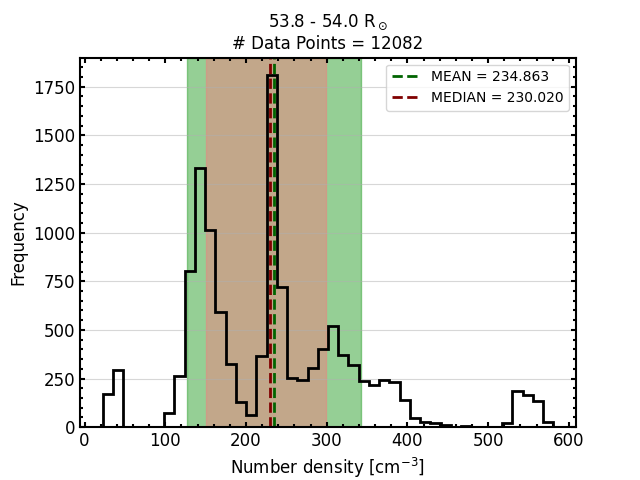 53.8 - 54.0 R⊙
# Data Points = 12082
MEAN = 234.863
MEDIAN = 230.020
Frequency
1750
1500
1250
1000
750
500
250
0
0 100 200 300 400 500 600
Number density [cm⁻³]